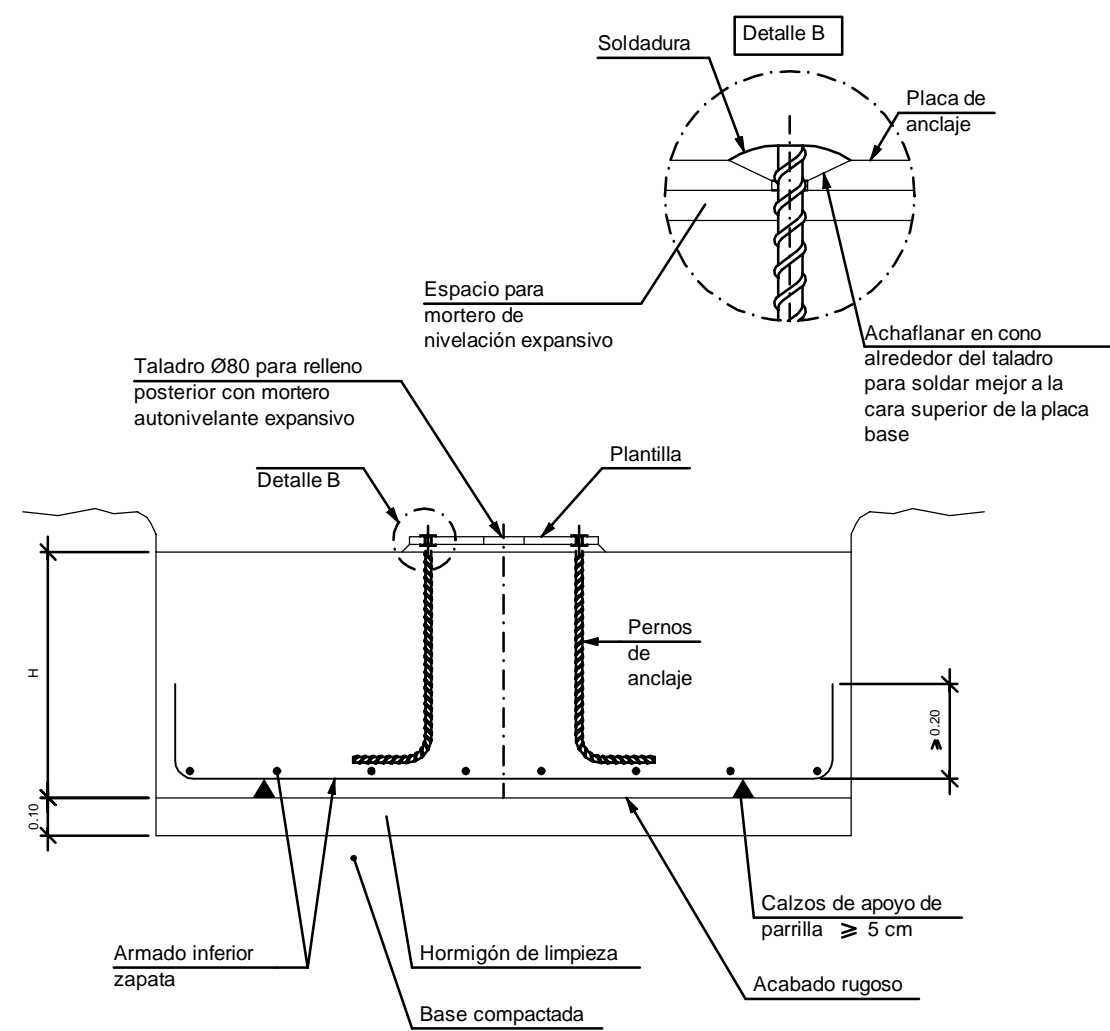 Detalle B
Soldadura
Placa de
anclaje
Espacio para
mortero de
nivelación expansivo
Achaflanar en cono
alrededor del taladro
para soldar mejor a la
cara superior de la placa
base
Taladro Ø80 para relleno
posterior con mortero
autonivelante expansivo
Detalle B
Plantilla
Pernos
de
anclaje
H
≥ 0.20
0.10
Calzos de apoyo de
parrilla ≥ 5 cm
Armado inferior
zapata
Hormigón de limpieza
Acabado rugoso
Base compactada